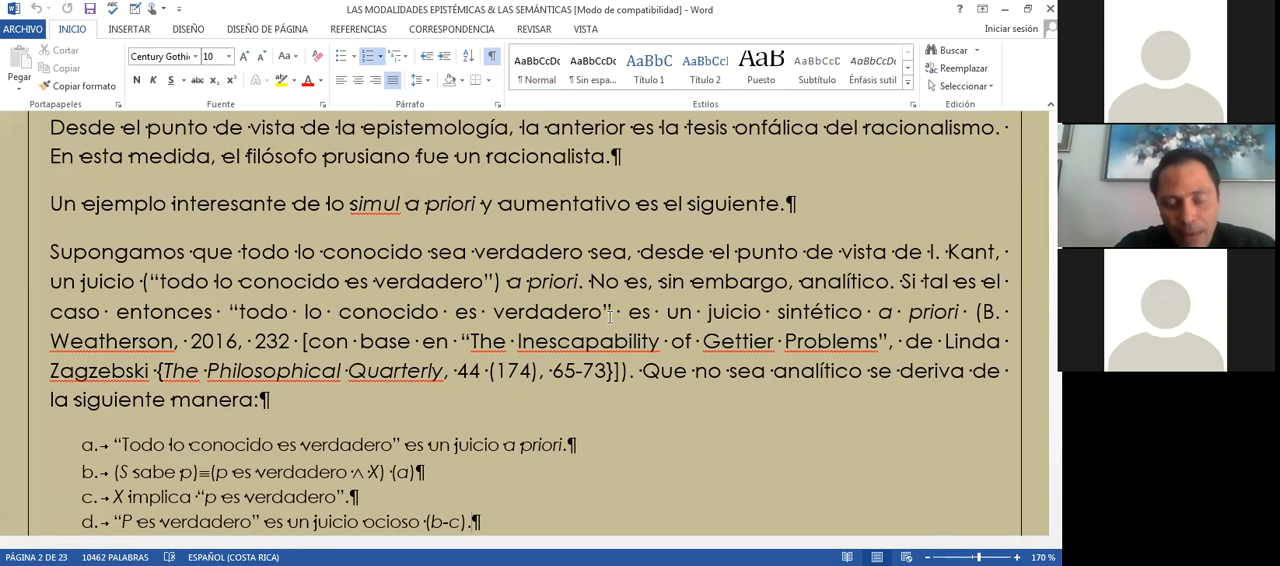 LAS MODALIDADES EPISTÉMICAS & LAS SEMÁNTICAS [Modo de compatibilidad] - Word
ARCHIVO INICIO INSERTAR DISEÑO DISEÑO DE PÁGINA REFERENCIAS CORRESPONDENCIA REVISAR VISTA Iniciar sesión
Pegar
Cortar
Copiar
Copiar formato
Portapapeles
Century Gothi 10
N K S abc x₂ x² A
Fuente
Párrafo
AaBbCcDc AaBbCcDc AaBbC AaBbCcI AaB AaBbCcD AaBbCcDc
¶ Normal ¶ Sin espa... Título 1 Título 2 Puesto Subtítulo Énfasis sutil
Estilos
Buscar
Reemplazar
Seleccionar
Edición
Desde el punto de vista de la epistemología, la anterior es la tesis onfálica del racionalismo.
En esta medida, el filósofo prusiano fue un racionalista.¶
Un ejemplo interesante de lo simul a priori y aumentativo es el siguiente.¶
Supongamos que todo lo conocido sea verdadero sea, desde el punto de vista de I. Kant,
un juicio (“todo lo conocido es verdadero”) a priori. No es, sin embargo, analítico. Si tal es el
caso entonces “todo lo conocido es verdadero” es un juicio sintético a priori (B.
Weatherson, 2016, 232 [con base en “The Inescapability of Gettier Problems”, de Linda
Zagzebski {The Philosophical Quarterly, 44 (174), 65-73}]). Que no sea analítico se deriva de
la siguiente manera:¶
a.→ “Todo lo conocido es verdadero” es un juicio a priori.¶
b.→ (S sabe p)≡(p es verdadero ∧ X) (a)¶
c.→ X implica “p es verdadero”.¶
d.→ “P es verdadero” es un juicio ocioso (b-c).¶
PÁGINA 2 DE 23 10462 PALABRAS ESPAÑOL (COSTA RICA) 170 %